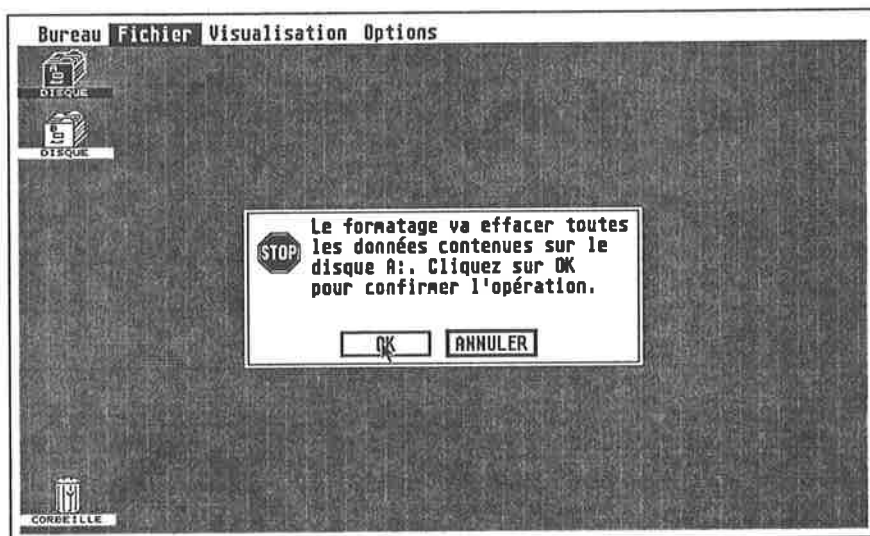 Bureau Fichier Visualisation Options
A
DISQUE
B
DISQUE
STOP
Le formatage va effacer toutes
les données contenues sur le
disque A:. Cliquez sur OK
pour confirmer l'opération.
OK ANNULER
CORBEILLE